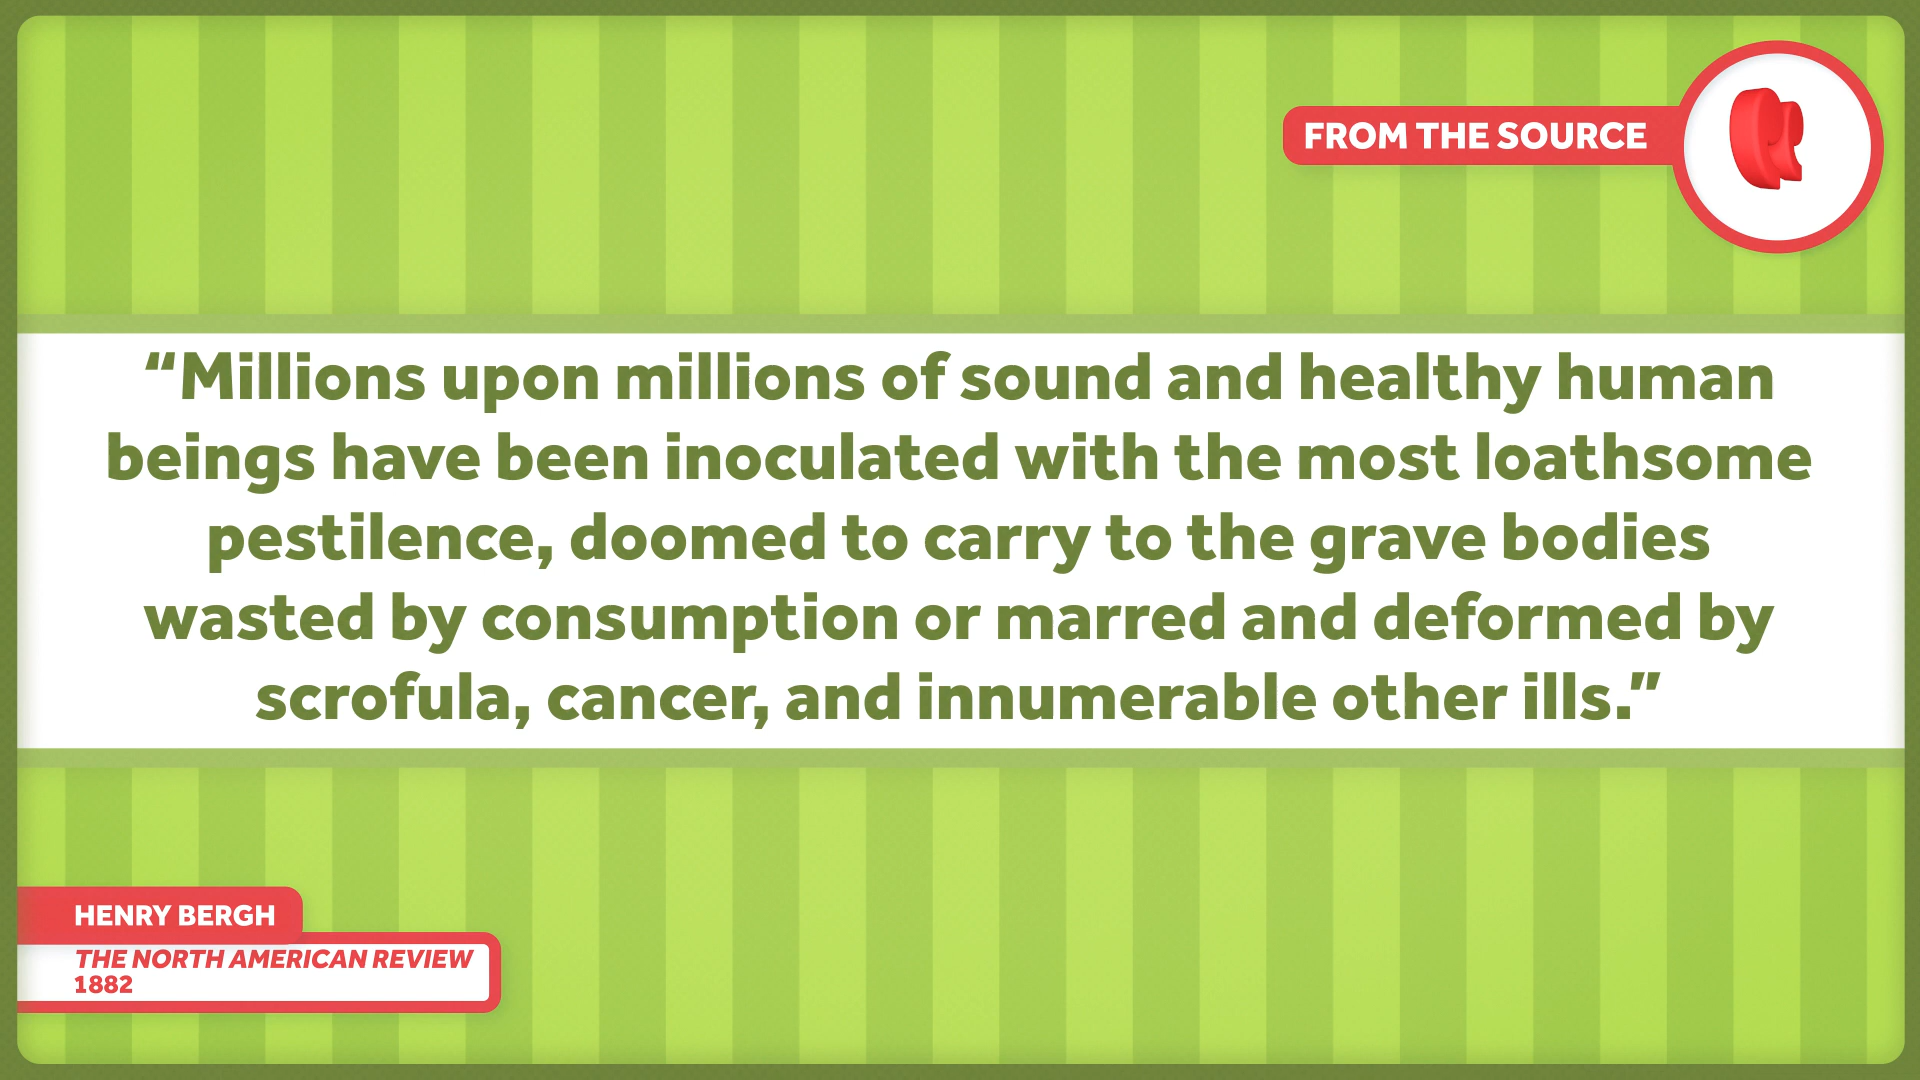 FROM THE SOURCE
“Millions upon millions of sound and healthy human
beings have been inoculated with the most loathsome
pestilence, doomed to carry to the grave bodies
wasted by consumption or marred and deformed by
scrofula, cancer, and innumerable other ills.”
HENRY BERGH
THE NORTH AMERICAN REVIEW
1882